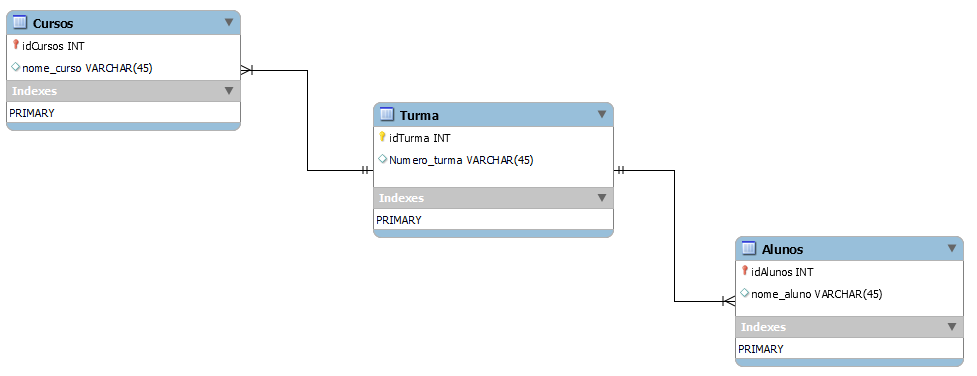 Cursos
idCursos INT
nome_curso VARCHAR(45)
Indexes
PRIMARY
Turma
idTurma INT
Numero_turma VARCHAR(45)
Indexes
PRIMARY
Alunos
idAlunos INT
nome_aluno VARCHAR(45)
Indexes
PRIMARY